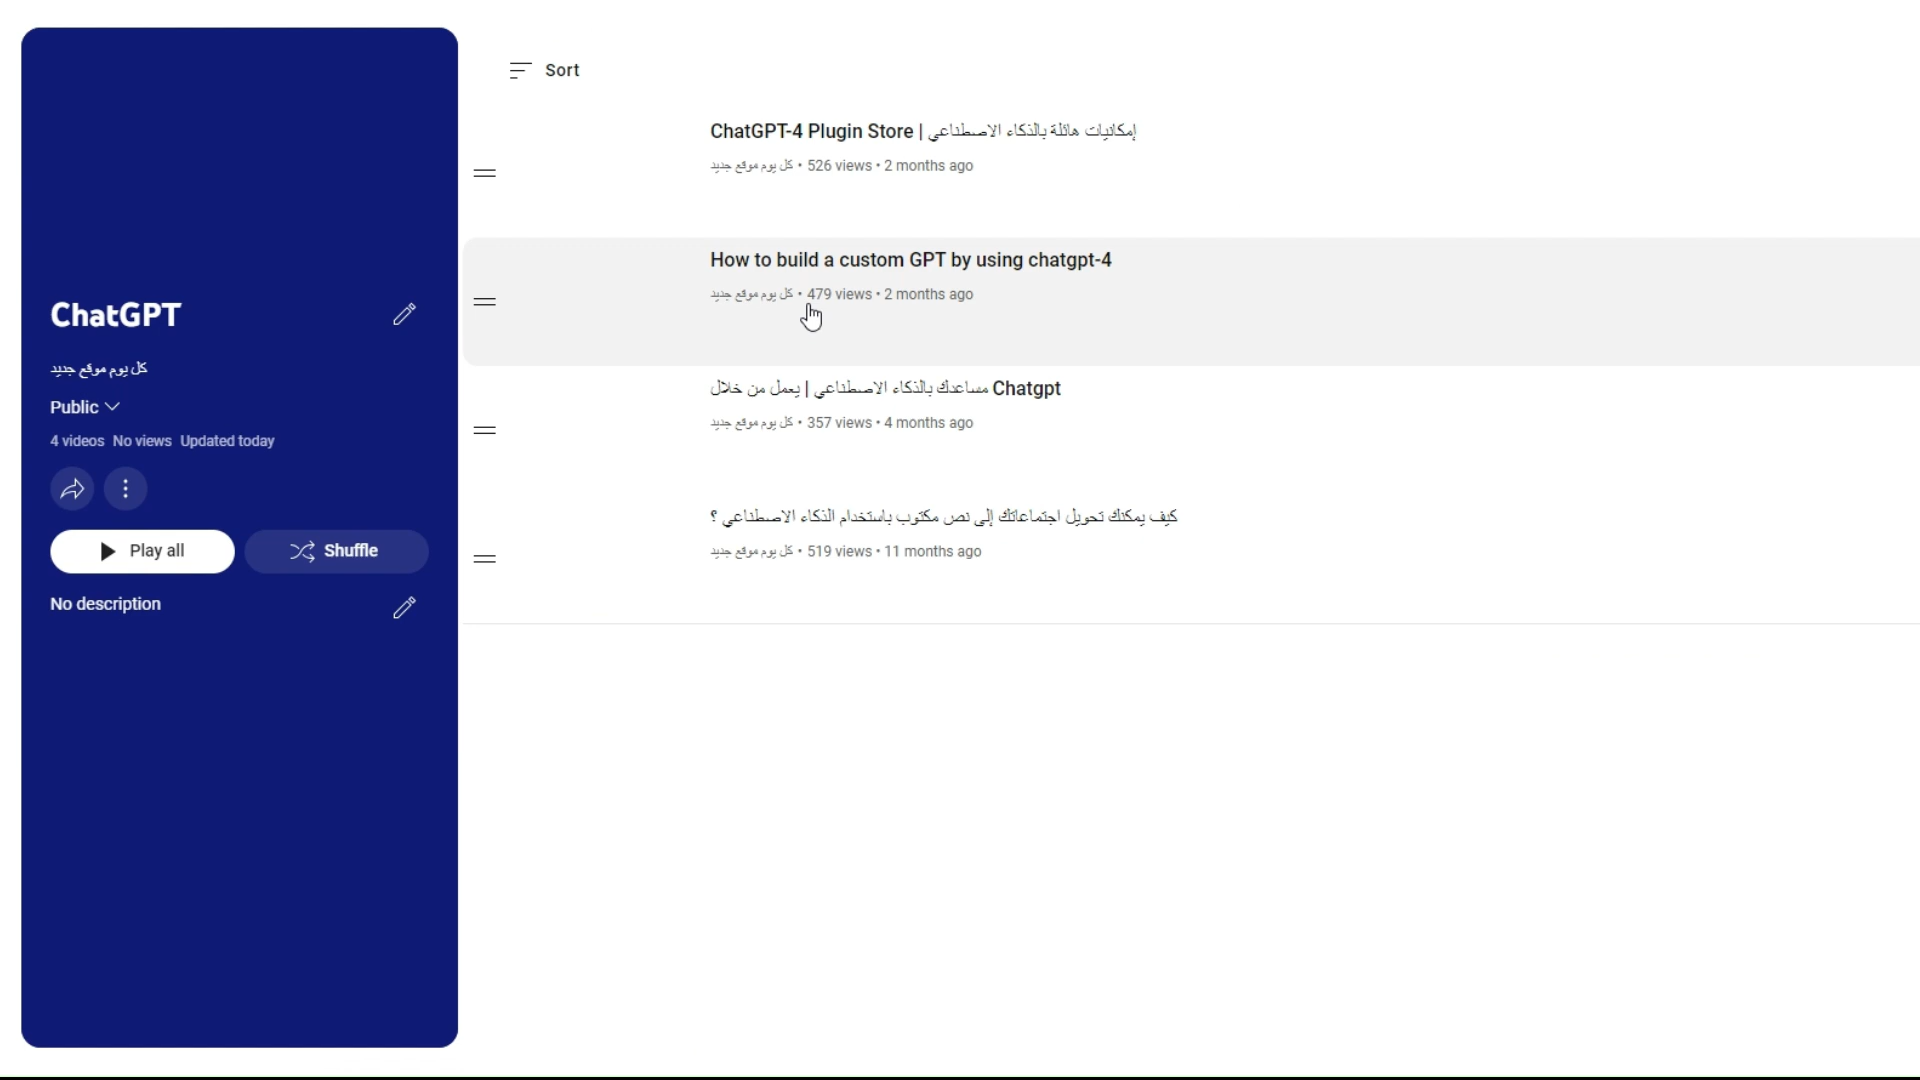 ChatGPT
كل يوم موقع جديد
Public
4 videos No views Updated today
Play all
Shuffle
No description
Sort
ChatGPT-4 Plugin Store | إمكانيات هائلة بالذكاء الاصطناعي
كل يوم موقع جديد • 526 views • 2 months ago
How to build a custom GPT by using chatgpt-4
كل يوم موقع جديد • 479 views • 2 months ago
مساعدك بالذكاء الاصطناعي | يعمل من خلال Chatgpt
كل يوم موقع جديد • 357 views • 4 months ago
كيف يمكنك تحويل اجتماعاتك إلى نص مكتوب باستخدام الذكاء الاصطناعي ؟
كل يوم موقع جديد • 519 views • 11 months ago